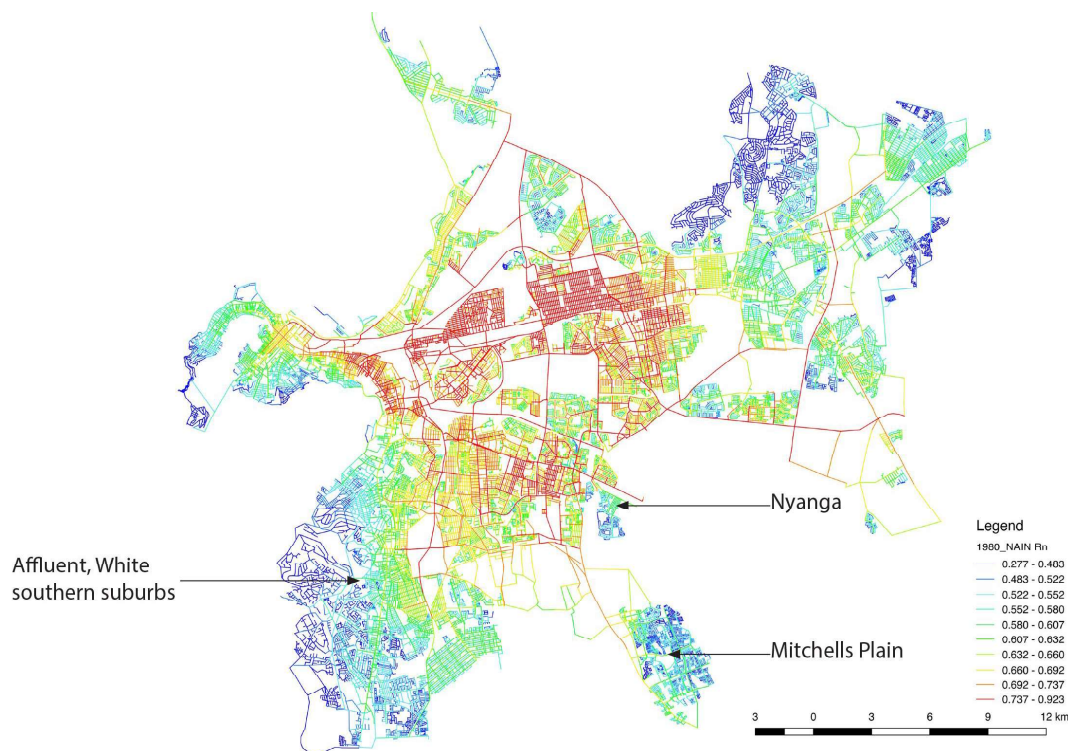 Nyanga
Affluent, White
southern suburbs
Mitchells Plain
Legend
1980_NAIN Rn
0.277 - 0.483
0.483 - 0.522
0.522 - 0.552
0.552 - 0.580
0.580 - 0.607
0.607 - 0.632
0.632 - 0.660
0.660 - 0.692
0.692 - 0.737
0.737 - 0.923
3 0 3 6 9 12 km